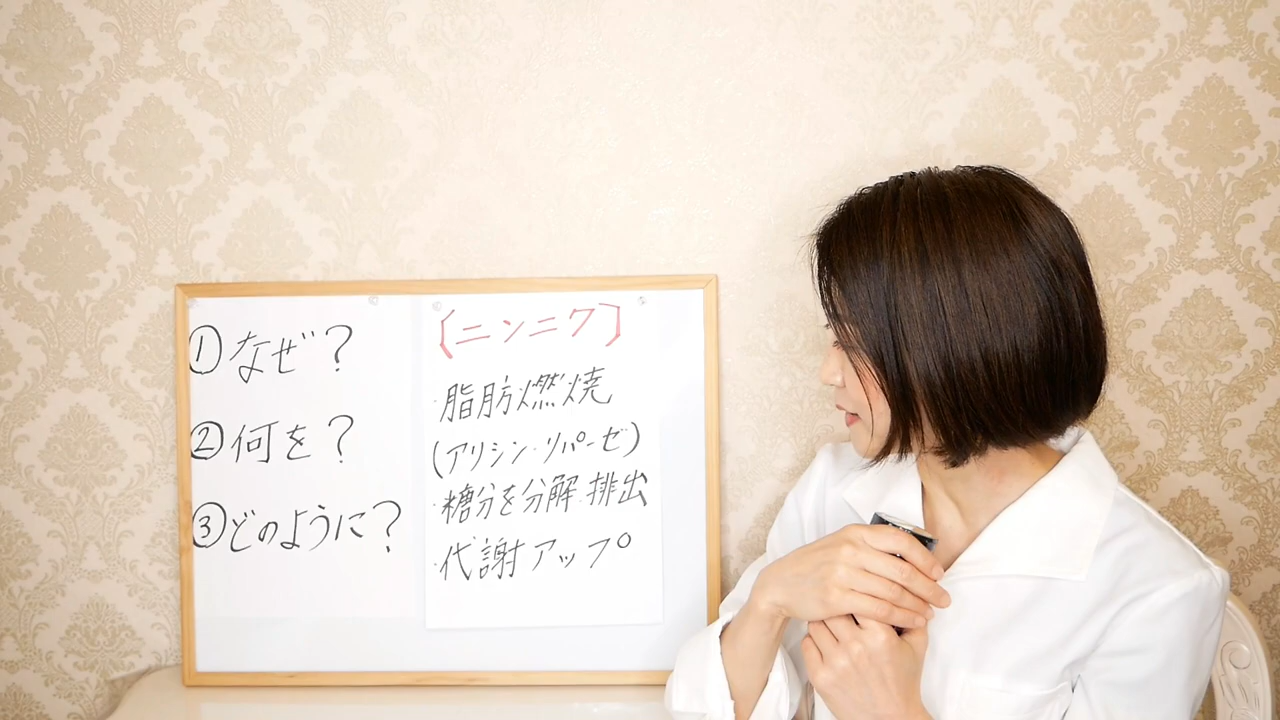 ①なぜ?
②何を?
③どのように?
[ニンニク]
・脂肪燃焼
(アリシン・リパーゼ)
・糖分を分解・排出
・代謝アップ